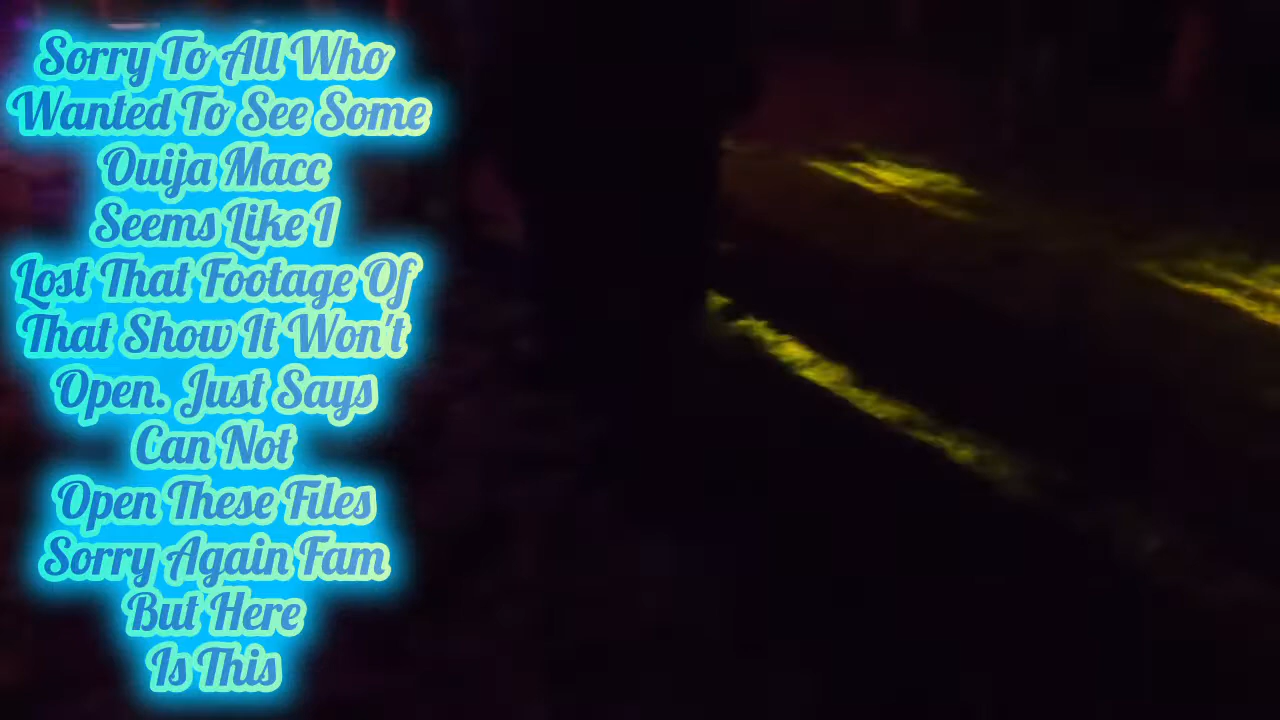 Sorry To All Who
Wanted To See Some
Ouija Macc
Seems Like I
Lost That Footage Of
That Show It Won't
Open. Just Says
Can Not
Open These Files
Sorry Again Fam
But Here
Is This